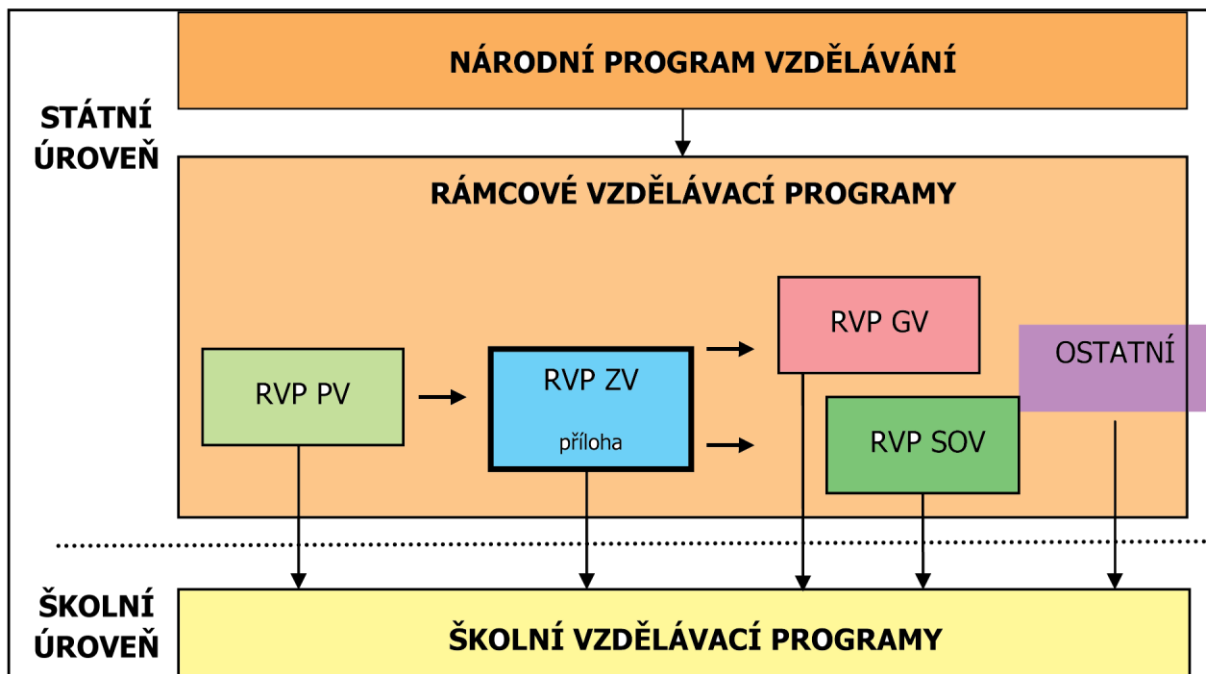 NÁRODNÍ PROGRAM VZDĚLÁVÁNÍ
STÁTNÍ
ÚROVEŇ
RÁMCOVÉ VZDĚLÁVACÍ PROGRAMY
RVP GV
OSTATNÍ
RVP PV
RVP ZV
příloha
RVP SOV
ŠKOLNÍ
ÚROVEŇ
ŠKOLNÍ VZDĚLÁVACÍ PROGRAMY